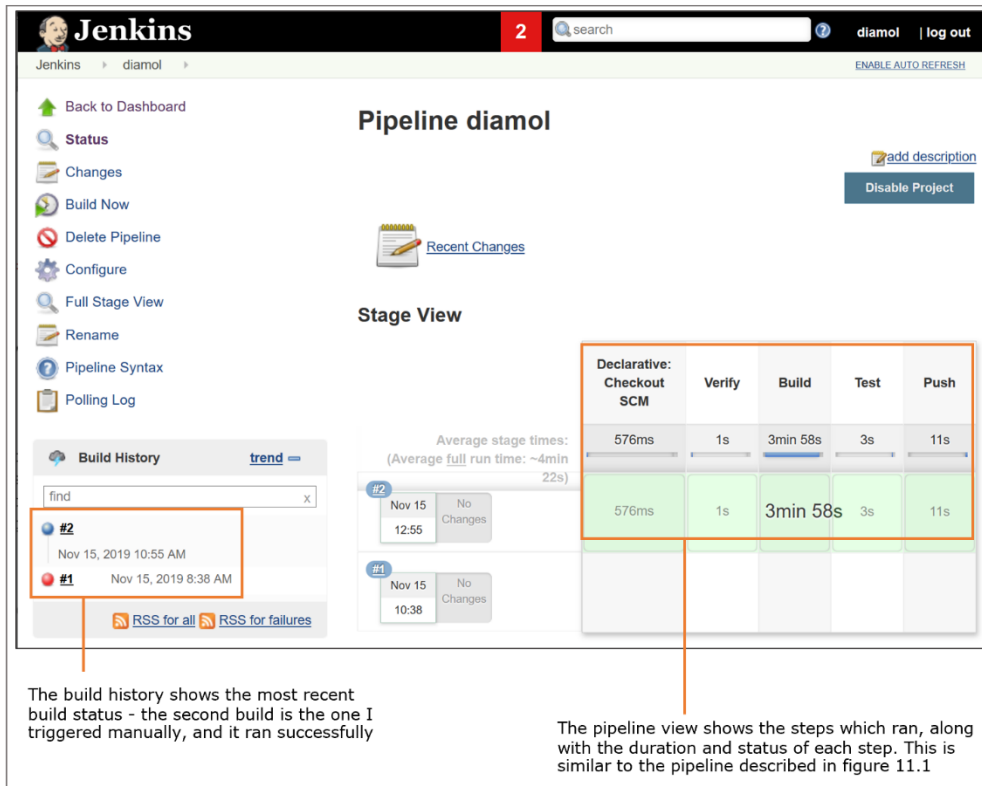 Jenkins
2
search
diamol
| log out
Jenkins
diamol
ENABLE AUTO REFRESH
Back to Dashboard
Status
Changes
Build Now
Delete Pipeline
Configure
Full Stage View
Rename
Pipeline Syntax
Polling Log
Pipeline diamol
add description
Disable Project
Recent Changes
Stage View
Declarative:
Checkout
SCM
Verify
Build
Test
Push
Average stage times:
(Average full run time: ~4min
22s)
576ms
1s
3min 58s
3s
11s
#2
Nov 15
12:55
No
Changes
576ms
1s
3min 58s
3s
11s
#1
Nov 15
10:38
No
Changes
Build History
trend
find
x
#2
Nov 15, 2019 10:55 AM
#1 Nov 15, 2019 8:38 AM
RSS for all RSS for failures
The build history shows the most recent
build status - the second build is the one I
triggered manually, and it ran successfully
The pipeline view shows the steps which ran, along
with the duration and status of each step. This is
similar to the pipeline described in figure 11.1